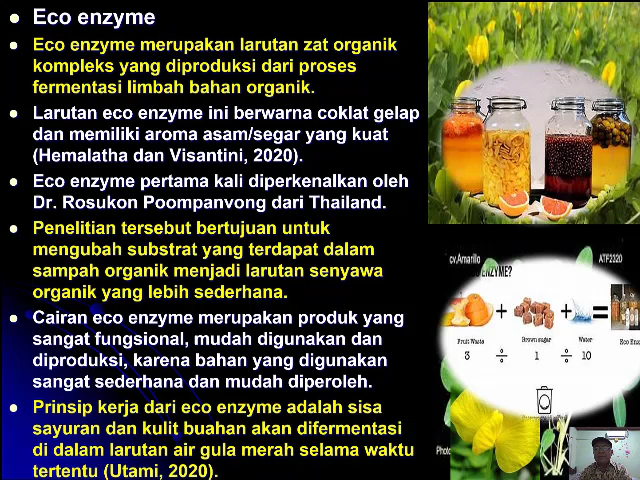 Eco enzyme
Eco enzyme merupakan larutan zat organik
kompleks yang diproduksi dari proses
fermentasi limbah bahan organik.
Larutan eco enzyme ini berwarna coklat gelap
dan memiliki aroma asam/segar yang kuat
(Hemalatha dan Visantini, 2020).
Eco enzyme pertama kali diperkenalkan oleh
Dr. Rosukon Poompanvong dari Thailand.
Penelitian tersebut bertujuan untuk
mengubah substrat yang terdapat dalam
sampah organik menjadi larutan senyawa
organik yang lebih sederhana.
Cairan eco enzyme merupakan produk yang
sangat fungsional, mudah digunakan dan
diproduksi, karena bahan yang digunakan
sangat sederhana dan mudah diperoleh.
Prinsip kerja dari eco enzyme adalah sisa
sayuran dan kulit buahan akan difermentasi
di dalam larutan air gula merah selama waktu
tertentu (Utami, 2020).
cv.Amarillo ATF2320
ENZYME?
+ + =
Fruit Waste Brown sugar Water Eco Enz
3 ÷ 1 ÷ 10
Phot